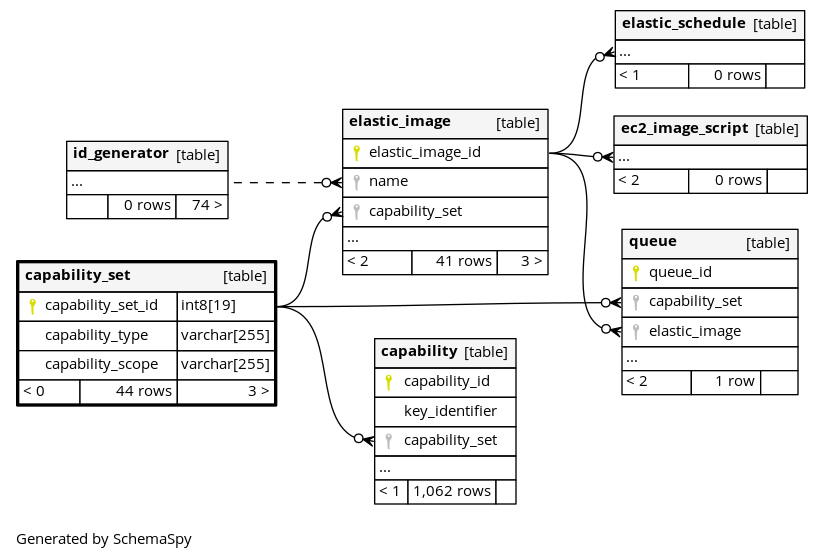 elastic_schedule [table]
...
< 1 0 rows
elastic_image [table]
elastic_image_id
name
capability_set
...
< 2 41 rows 3 >
ec2_image_script [table]
...
< 2 0 rows
id_generator [table]
...
0 rows 74 >
queue [table]
queue_id
capability_set
elastic_image
...
< 2 1 row
capability_set [table]
capability_set_id int8[19]
capability_type varchar[255]
capability_scope varchar[255]
< 0 44 rows 3 >
capability [table]
capability_id
key_identifier
capability_set
...
< 1 1,062 rows
Generated by SchemaSpy